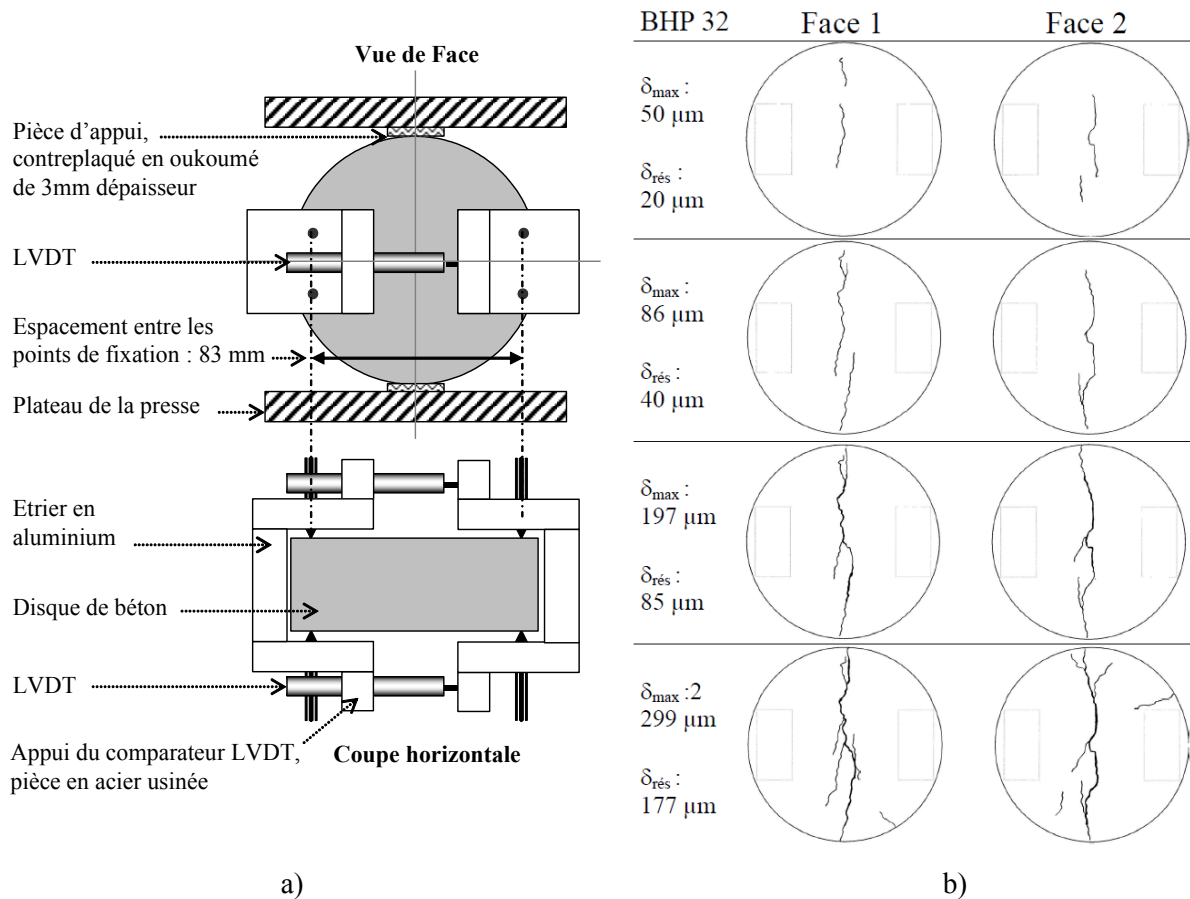 Vue de Face
Pièce d’appui,
contreplaqué en oukoumé
de 3mm dépaisseur
LVDT
Espacement entre les
points de fixation : 83 mm
Plateau de la presse
Etrier en
aluminium
Disque de béton
LVDT
Appui du comparateur LVDT,
pièce en acier usinée
Coupe horizontale
a)
BHP 32 Face 1 Face 2
δmax :
50 µm
δrés :
20 µm
δmax :
86 µm
δrés :
40 µm
δmax :
197 µm
δrés :
85 µm
δmax :2
299 µm
δrés :
177 µm
b)